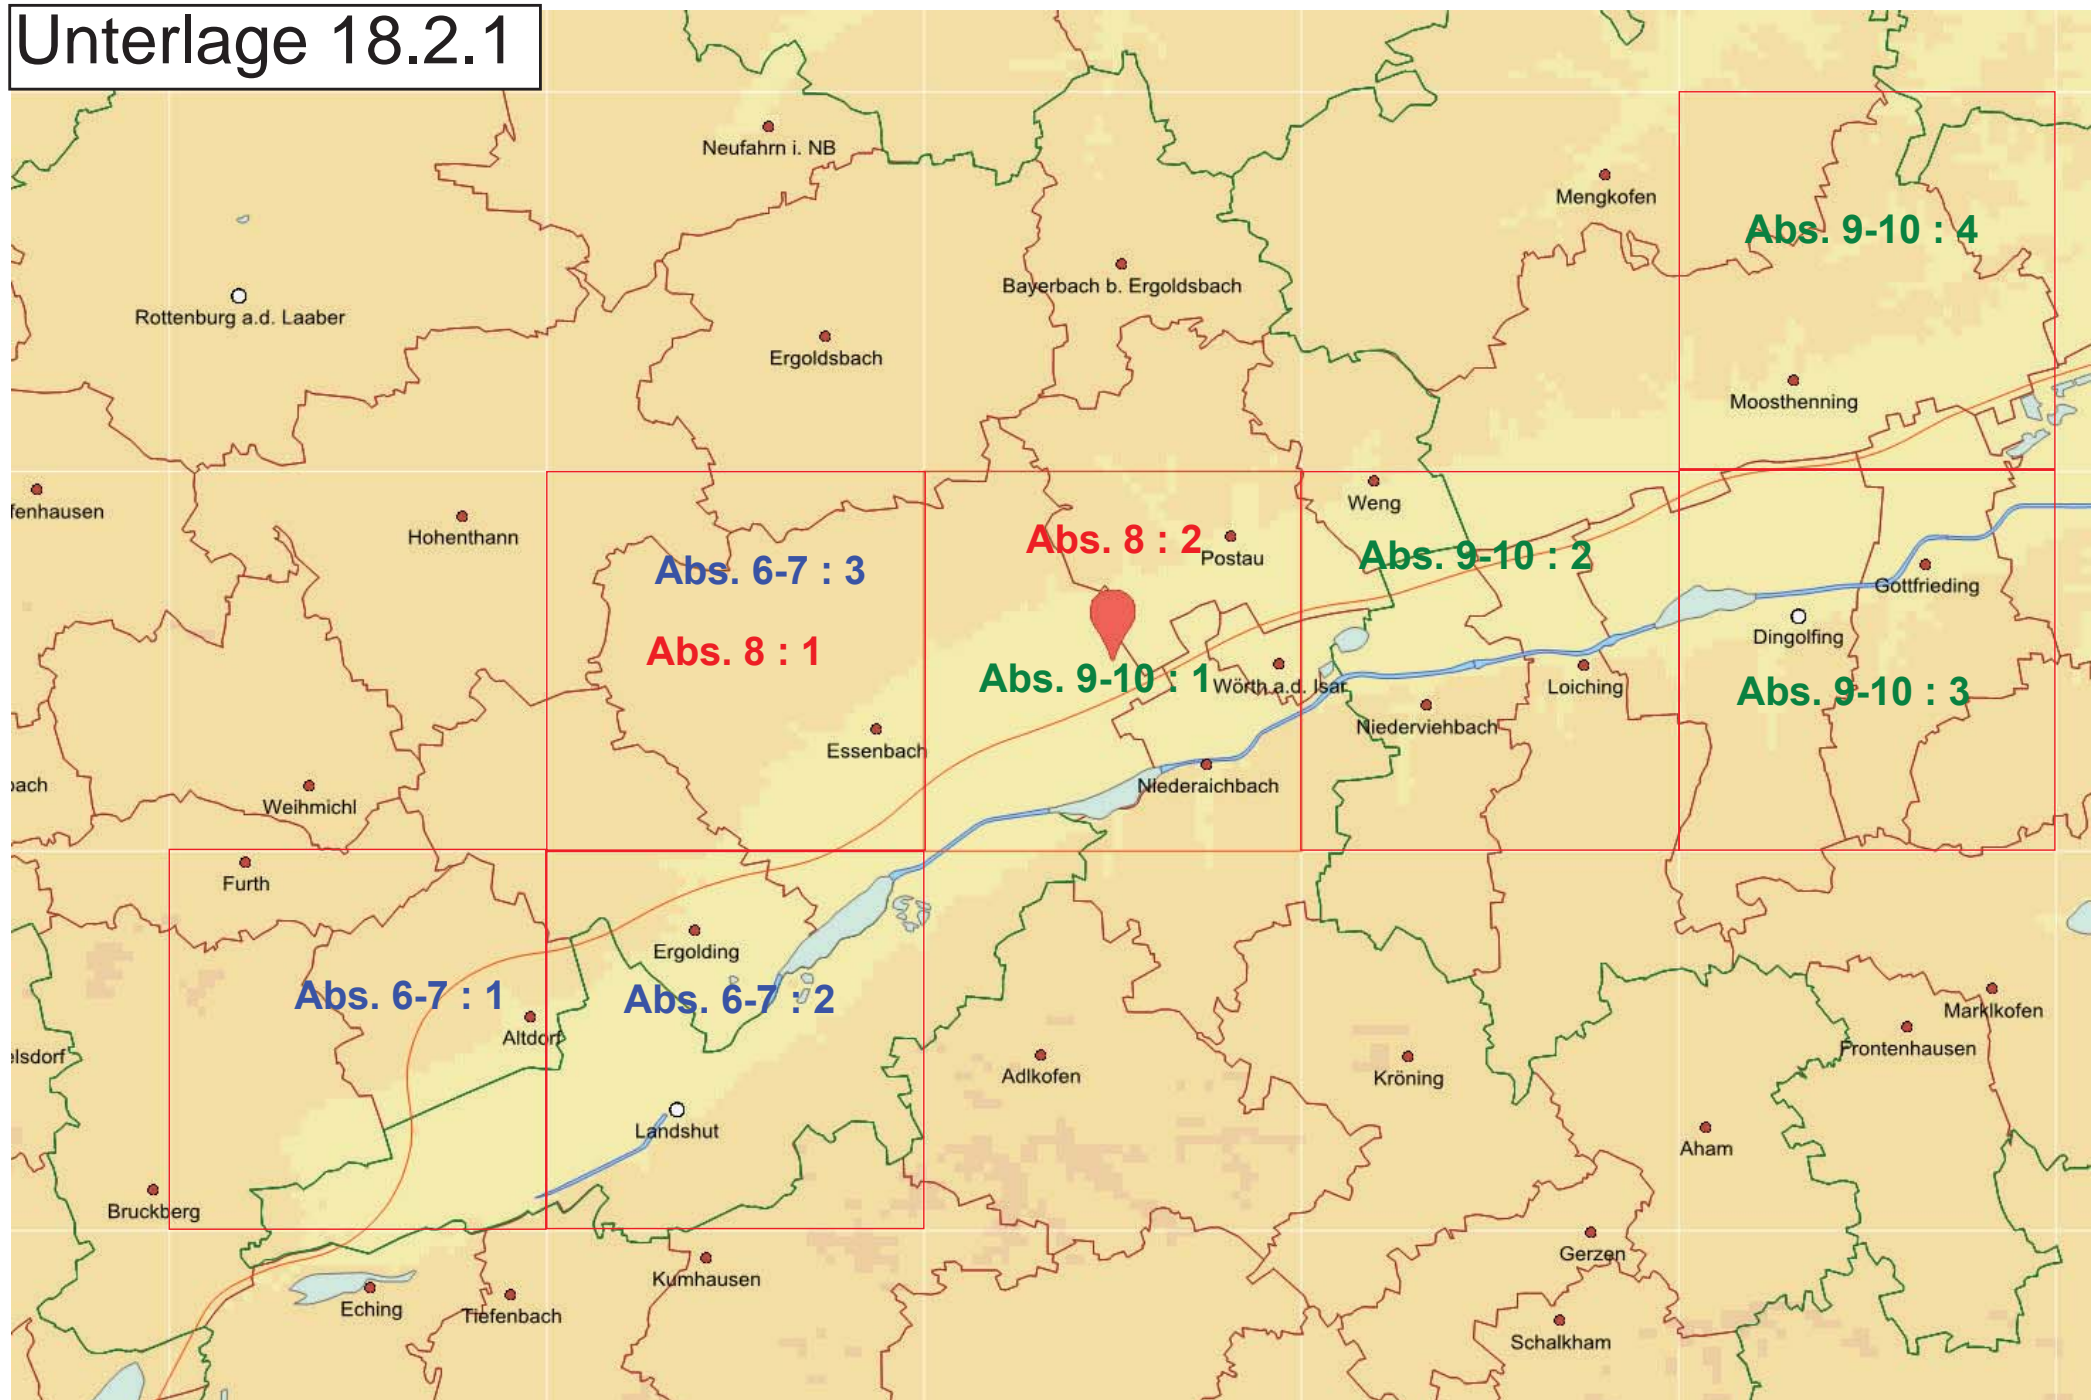 Unterlage 18.2.1
Neufahrn i. NB
Mengkofen
Abs. 9-10 : 4
Bayerbach b. Ergoldsbach
Rottenburg a.d. Laaber
Ergoldsbach
Moosthenning
fenhausen
Hohenthann
Weng
Abs. 8 : 2
Postau
Abs. 9-10 : 2
Abs. 6-7 : 3
Gottfrieding
Abs. 8 : 1
Dingolfing
Abs. 9-10 : 1
Wörth a.d. Isar
Loiching
Abs. 9-10 : 3
Niederviehbach
Essenbach
Niederaichbach
bach
Weihmichl
Furth
Ergolding
Abs. 6-7 : 1
Abs. 6-7 : 2
Marklkofen
Altdorf
Frontenhausen
elsdorf
Adlkofen
Kröning
Landshut
Aham
Bruckberg
Gerzen
Kumhausen
Eching
Tiefenbach
Schalkham